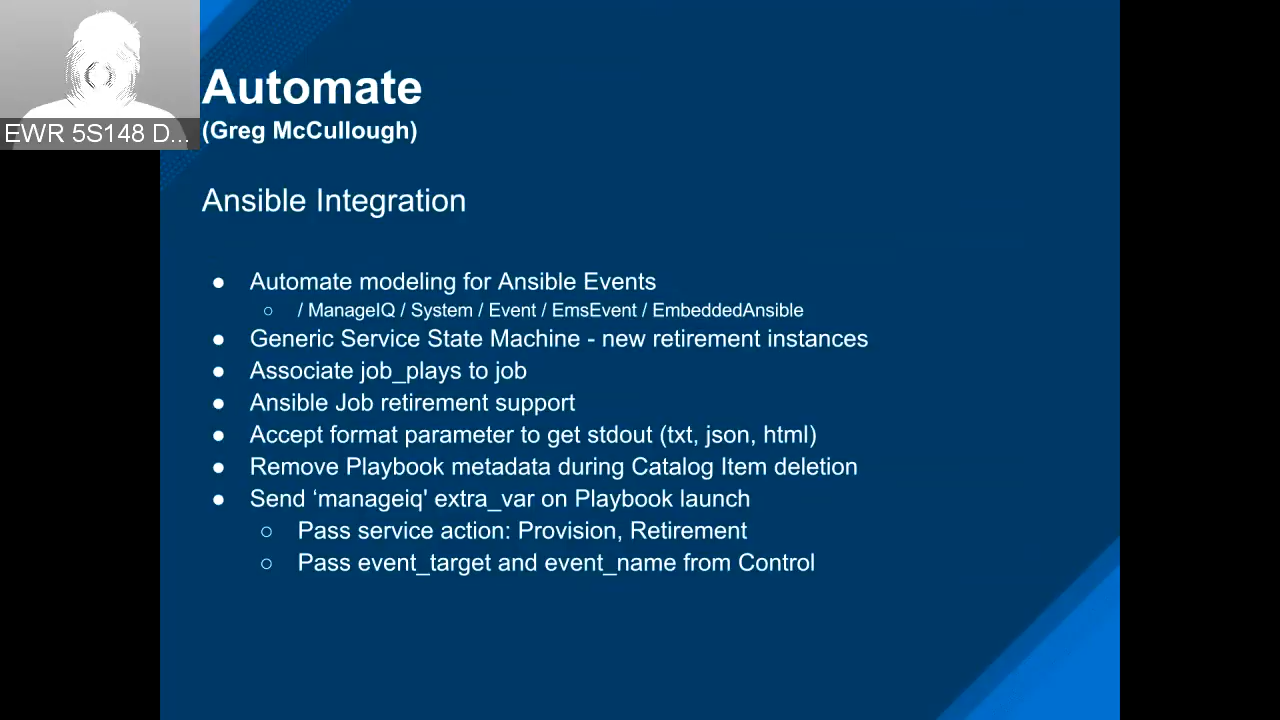 Automate
EWR 5S148 D...
(Greg McCullough)
Ansible Integration
● Automate modeling for Ansible Events
○ / ManageIQ / System / Event / EmsEvent / EmbeddedAnsible
● Generic Service State Machine - new retirement instances
● Associate job_plays to job
● Ansible Job retirement support
● Accept format parameter to get stdout (txt, json, html)
● Remove Playbook metadata during Catalog Item deletion
● Send ‘manageiq' extra_var on Playbook launch
○ Pass service action: Provision, Retirement
○ Pass event_target and event_name from Control